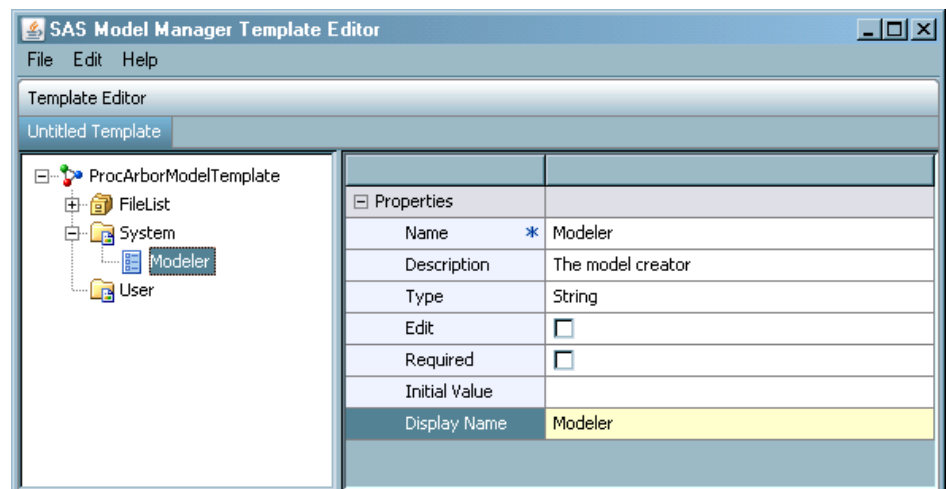 SAS Model Manager Template Editor
File Edit Help
Template Editor
Untitled Template
ProcArborModelTemplate
FileList
System
Modeler
User
Properties
Name * Modeler
Description The model creator
Type String
Edit
Required
Initial Value
Display Name Modeler